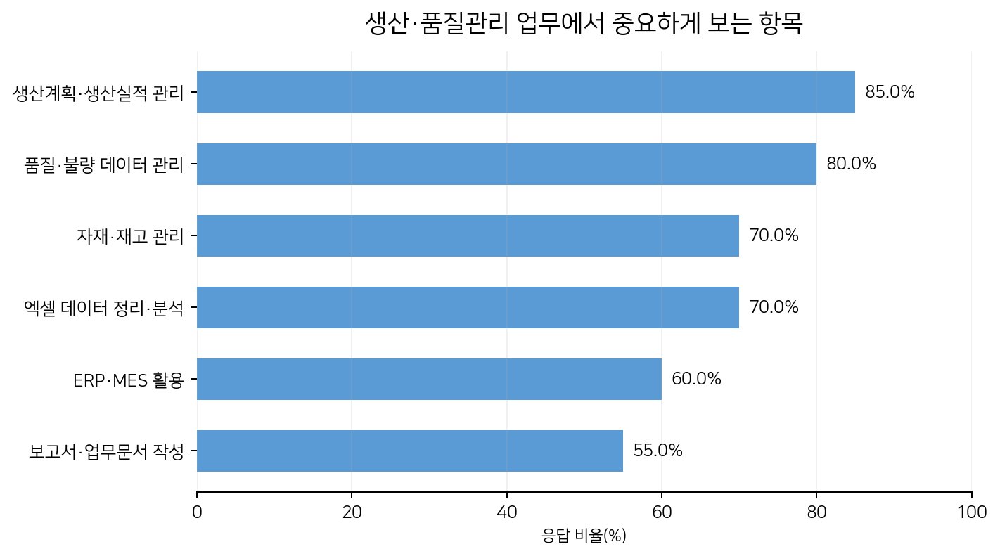 생산·품질관리 업무에서 중요하게 보는 항목
생산계획·생산실적 관리 85.0%
품질·불량 데이터 관리 80.0%
자재·재고 관리 70.0%
엑셀 데이터 정리·분석 70.0%
ERP·MES 활용 60.0%
보고서·업무문서 작성 55.0%
0 20 40 60 80 100
응답 비율(%)